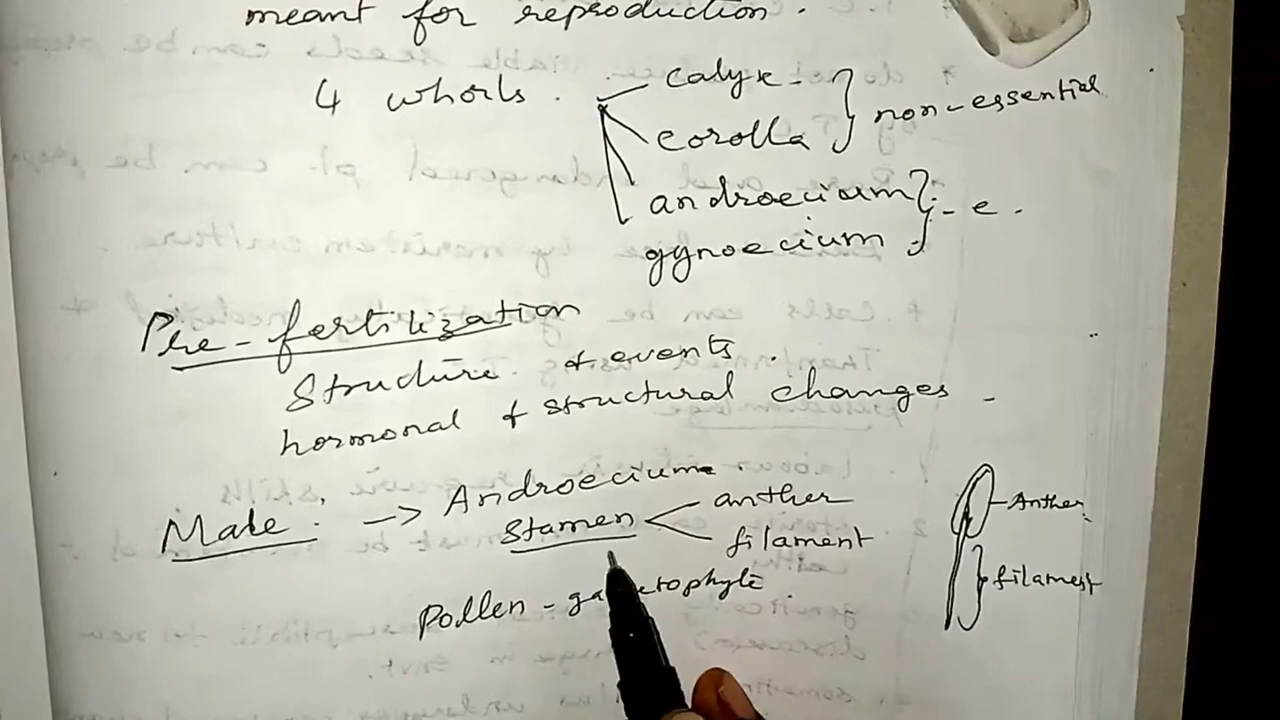 meant for reproduction.
4 whorls. calyx
corolla } non-essential
androecium
gynoecium } - e.
Pre-fertilization
Structure & events.
hormonal & structural changes.
Male. -> Androecium
Stamen < anther
filament
Pollen - gametophyte
Anther
filament